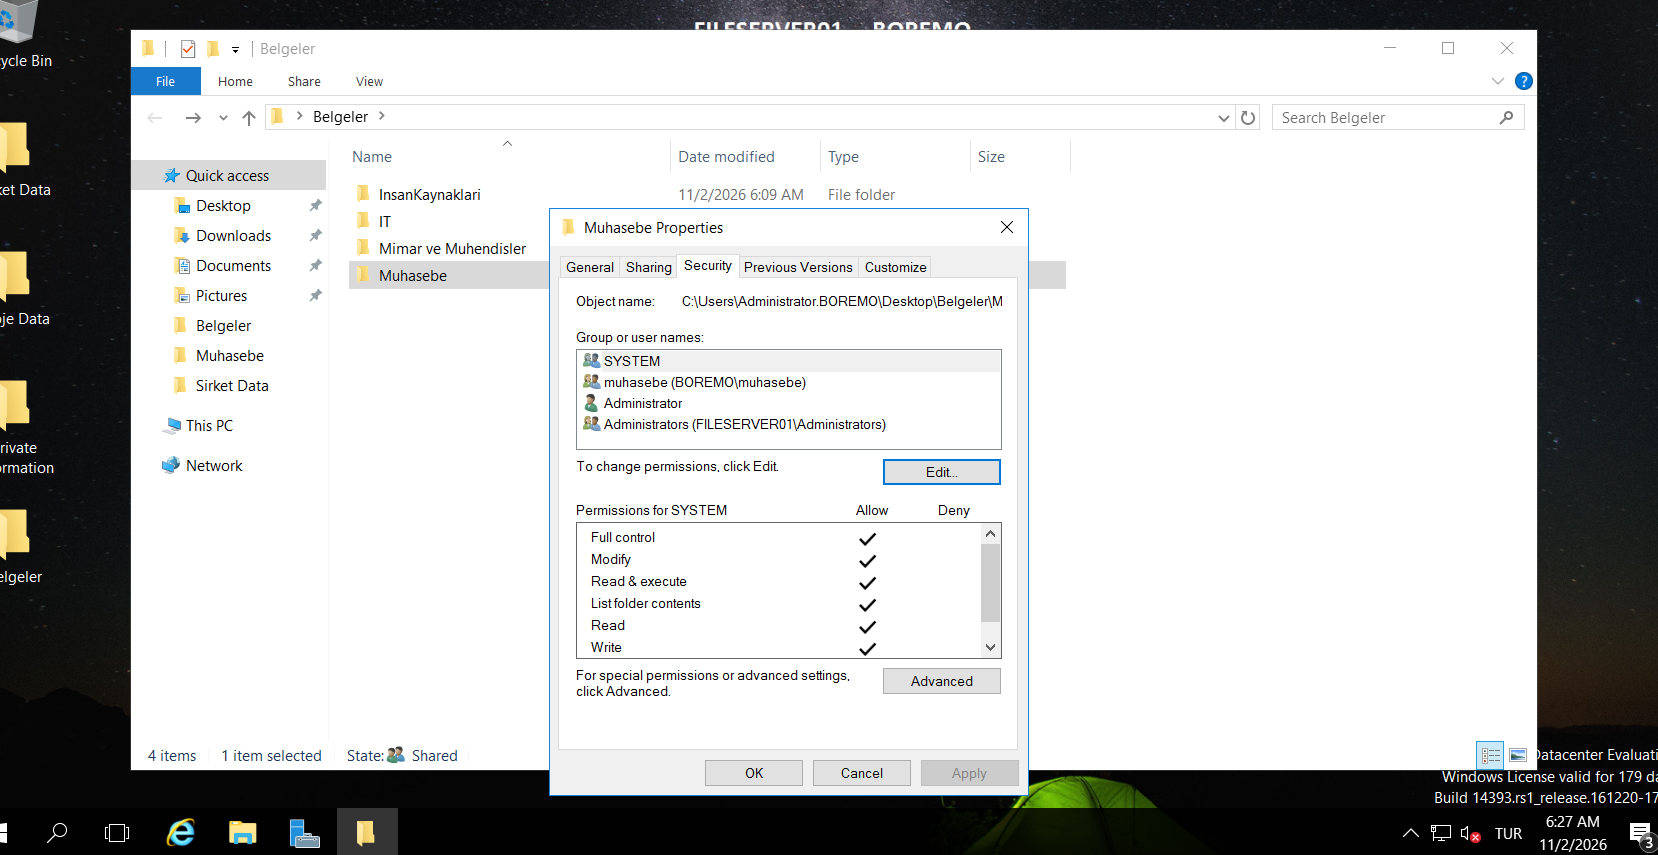 FILESERVER01 BOREMO
Belgeler
File
Home
Share
View
Belgeler
Search Belgeler
Name
Date modified
Type
Size
Quick access
Desktop
Downloads
Documents
Pictures
Belgeler
Muhasebe
Sirket Data
This PC
Network
InsanKaynaklari
11/2/2026 6:09 AM
File folder
IT
Mimar ve Muhendisler
Muhasebe
Muhasebe Properties
General
Sharing
Security
Previous Versions
Customize
Object name:
C:\Users\Administrator.BOREMO\Desktop\Belgeler\M
Group or user names:
SYSTEM
muhasebe (BOREMO\muhasebe)
Administrator
Administrators (FILESERVER01\Administrators)
To change permissions, click Edit.
Edit...
Permissions for SYSTEM
Allow
Deny
Full control
Modify
Read & execute
List folder contents
Read
Write
For special permissions or advanced settings,
click Advanced.
Advanced
OK
Cancel
Apply
4 items
1 item selected
State:
Shared
ycle Bin
ket Data
je Data
rivate
ormation
elgeler
Datacenter Evaluati
Windows License valid for 179 da
Build 14393.rs1_release.161220-17
TUR
6:27 AM
11/2/2026
3